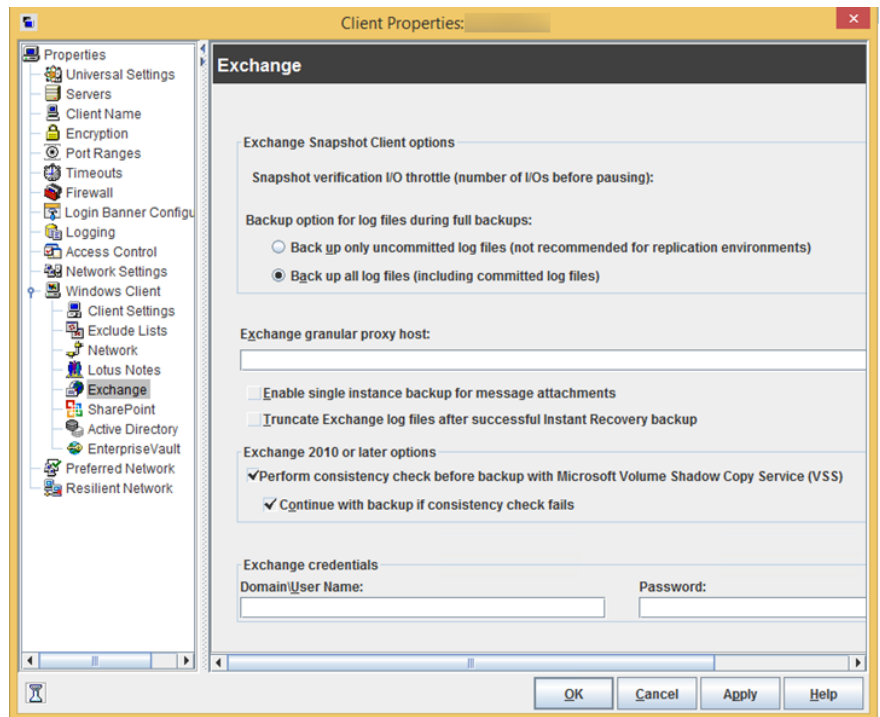 Client Properties:
Properties
Universal Settings
Servers
Client Name
Encryption
Port Ranges
Timeouts
Firewall
Login Banner Configu
Logging
Access Control
Network Settings
Windows Client
Client Settings
Exclude Lists
Network
Lotus Notes
Exchange
SharePoint
Active Directory
EnterpriseVault
Preferred Network
Resilient Network
Exchange
Exchange Snapshot Client options
Snapshot verification I/O throttle (number of I/Os before pausing):
Backup option for log files during full backups:
Back up only uncommitted log files (not recommended for replication environments)
Back up all log files (including committed log files)
Exchange granular proxy host:
Enable single instance backup for message attachments
Truncate Exchange log files after successful Instant Recovery backup
Exchange 2010 or later options
Perform consistency check before backup with Microsoft Volume Shadow Copy Service (VSS)
Continue with backup if consistency check fails
Exchange credentials
Domain\User Name: Password:
OK Cancel Apply Help